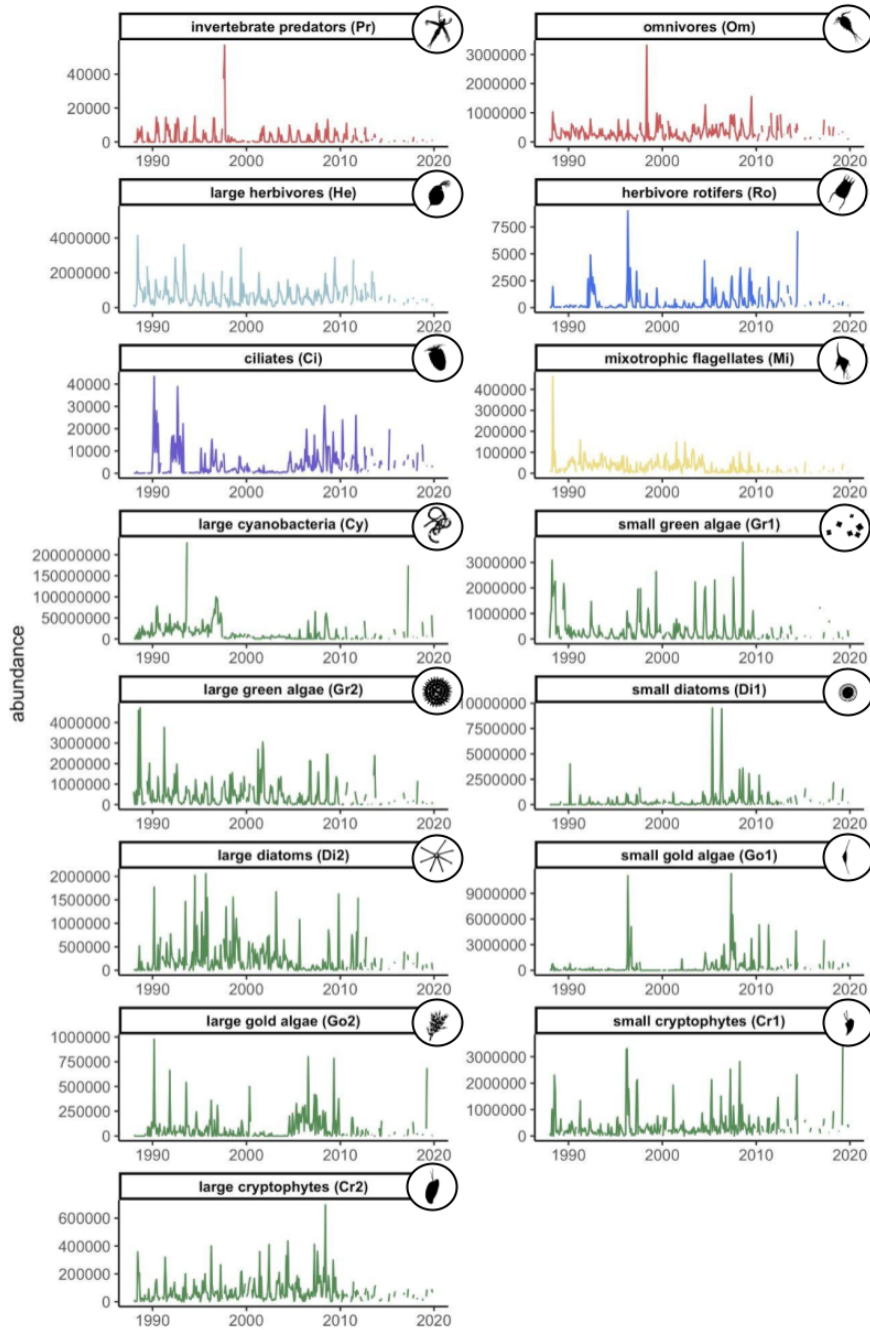 invertebrate predators (Pr)
40000
20000
0
1990 2000 2010 2020
omnivores (Om)
3000000
2000000
1000000
0
1990 2000 2010 2020
large herbivores (He)
4000000
2000000
0
1990 2000 2010 2020
herbivore rotifers (Ro)
7500
5000
2500
0
1990 2000 2010 2020
ciliates (Ci)
40000
30000
20000
10000
0
1990 2000 2010 2020
mixotrophic flagellates (Mi)
400000
300000
200000
100000
0
1990 2000 2010 2020
abundance
large cyanobacteria (Cy)
200000000
150000000
100000000
50000000
0
1990 2000 2010 2020
small green algae (Gr1)
3000000
2000000
1000000
0
1990 2000 2010 2020
large green algae (Gr2)
4000000
3000000
2000000
1000000
0
1990 2000 2010 2020
small diatoms (Di1)
10000000
7500000
5000000
2500000
0
1990 2000 2010 2020
large diatoms (Di2)
2000000
1500000
1000000
500000
0
1990 2000 2010 2020
small gold algae (Go1)
9000000
6000000
3000000
0
1990 2000 2010 2020
large gold algae (Go2)
1000000
750000
500000
250000
0
1990 2000 2010 2020
small cryptophytes (Cr1)
3000000
2000000
1000000
0
1990 2000 2010 2020
large cryptophytes (Cr2)
600000
400000
200000
0
1990 2000 2010 2020